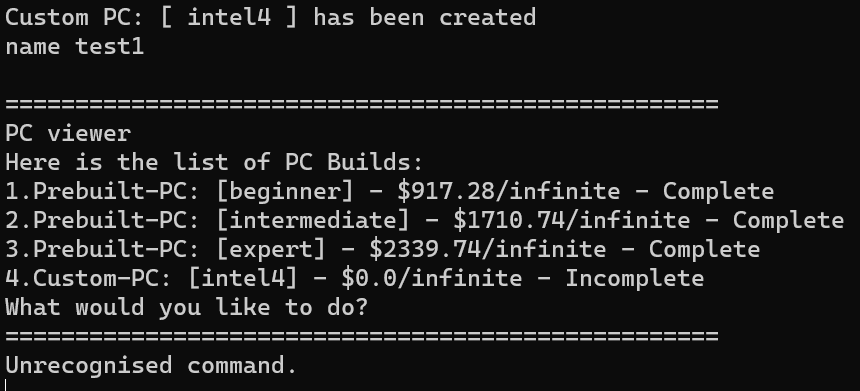 Custom PC: [ intel4 ] has been created
name test1
===================================================
PC viewer
Here is the list of PC Builds:
1.Prebuilt-PC: [beginner] - $917.28/infinite - Complete
2.Prebuilt-PC: [intermediate] - $1710.74/infinite - Complete
3.Prebuilt-PC: [expert] - $2339.74/infinite - Complete
4.Custom-PC: [intel4] - $0.0/infinite - Incomplete
What would you like to do?
===================================================
Unrecognised command.